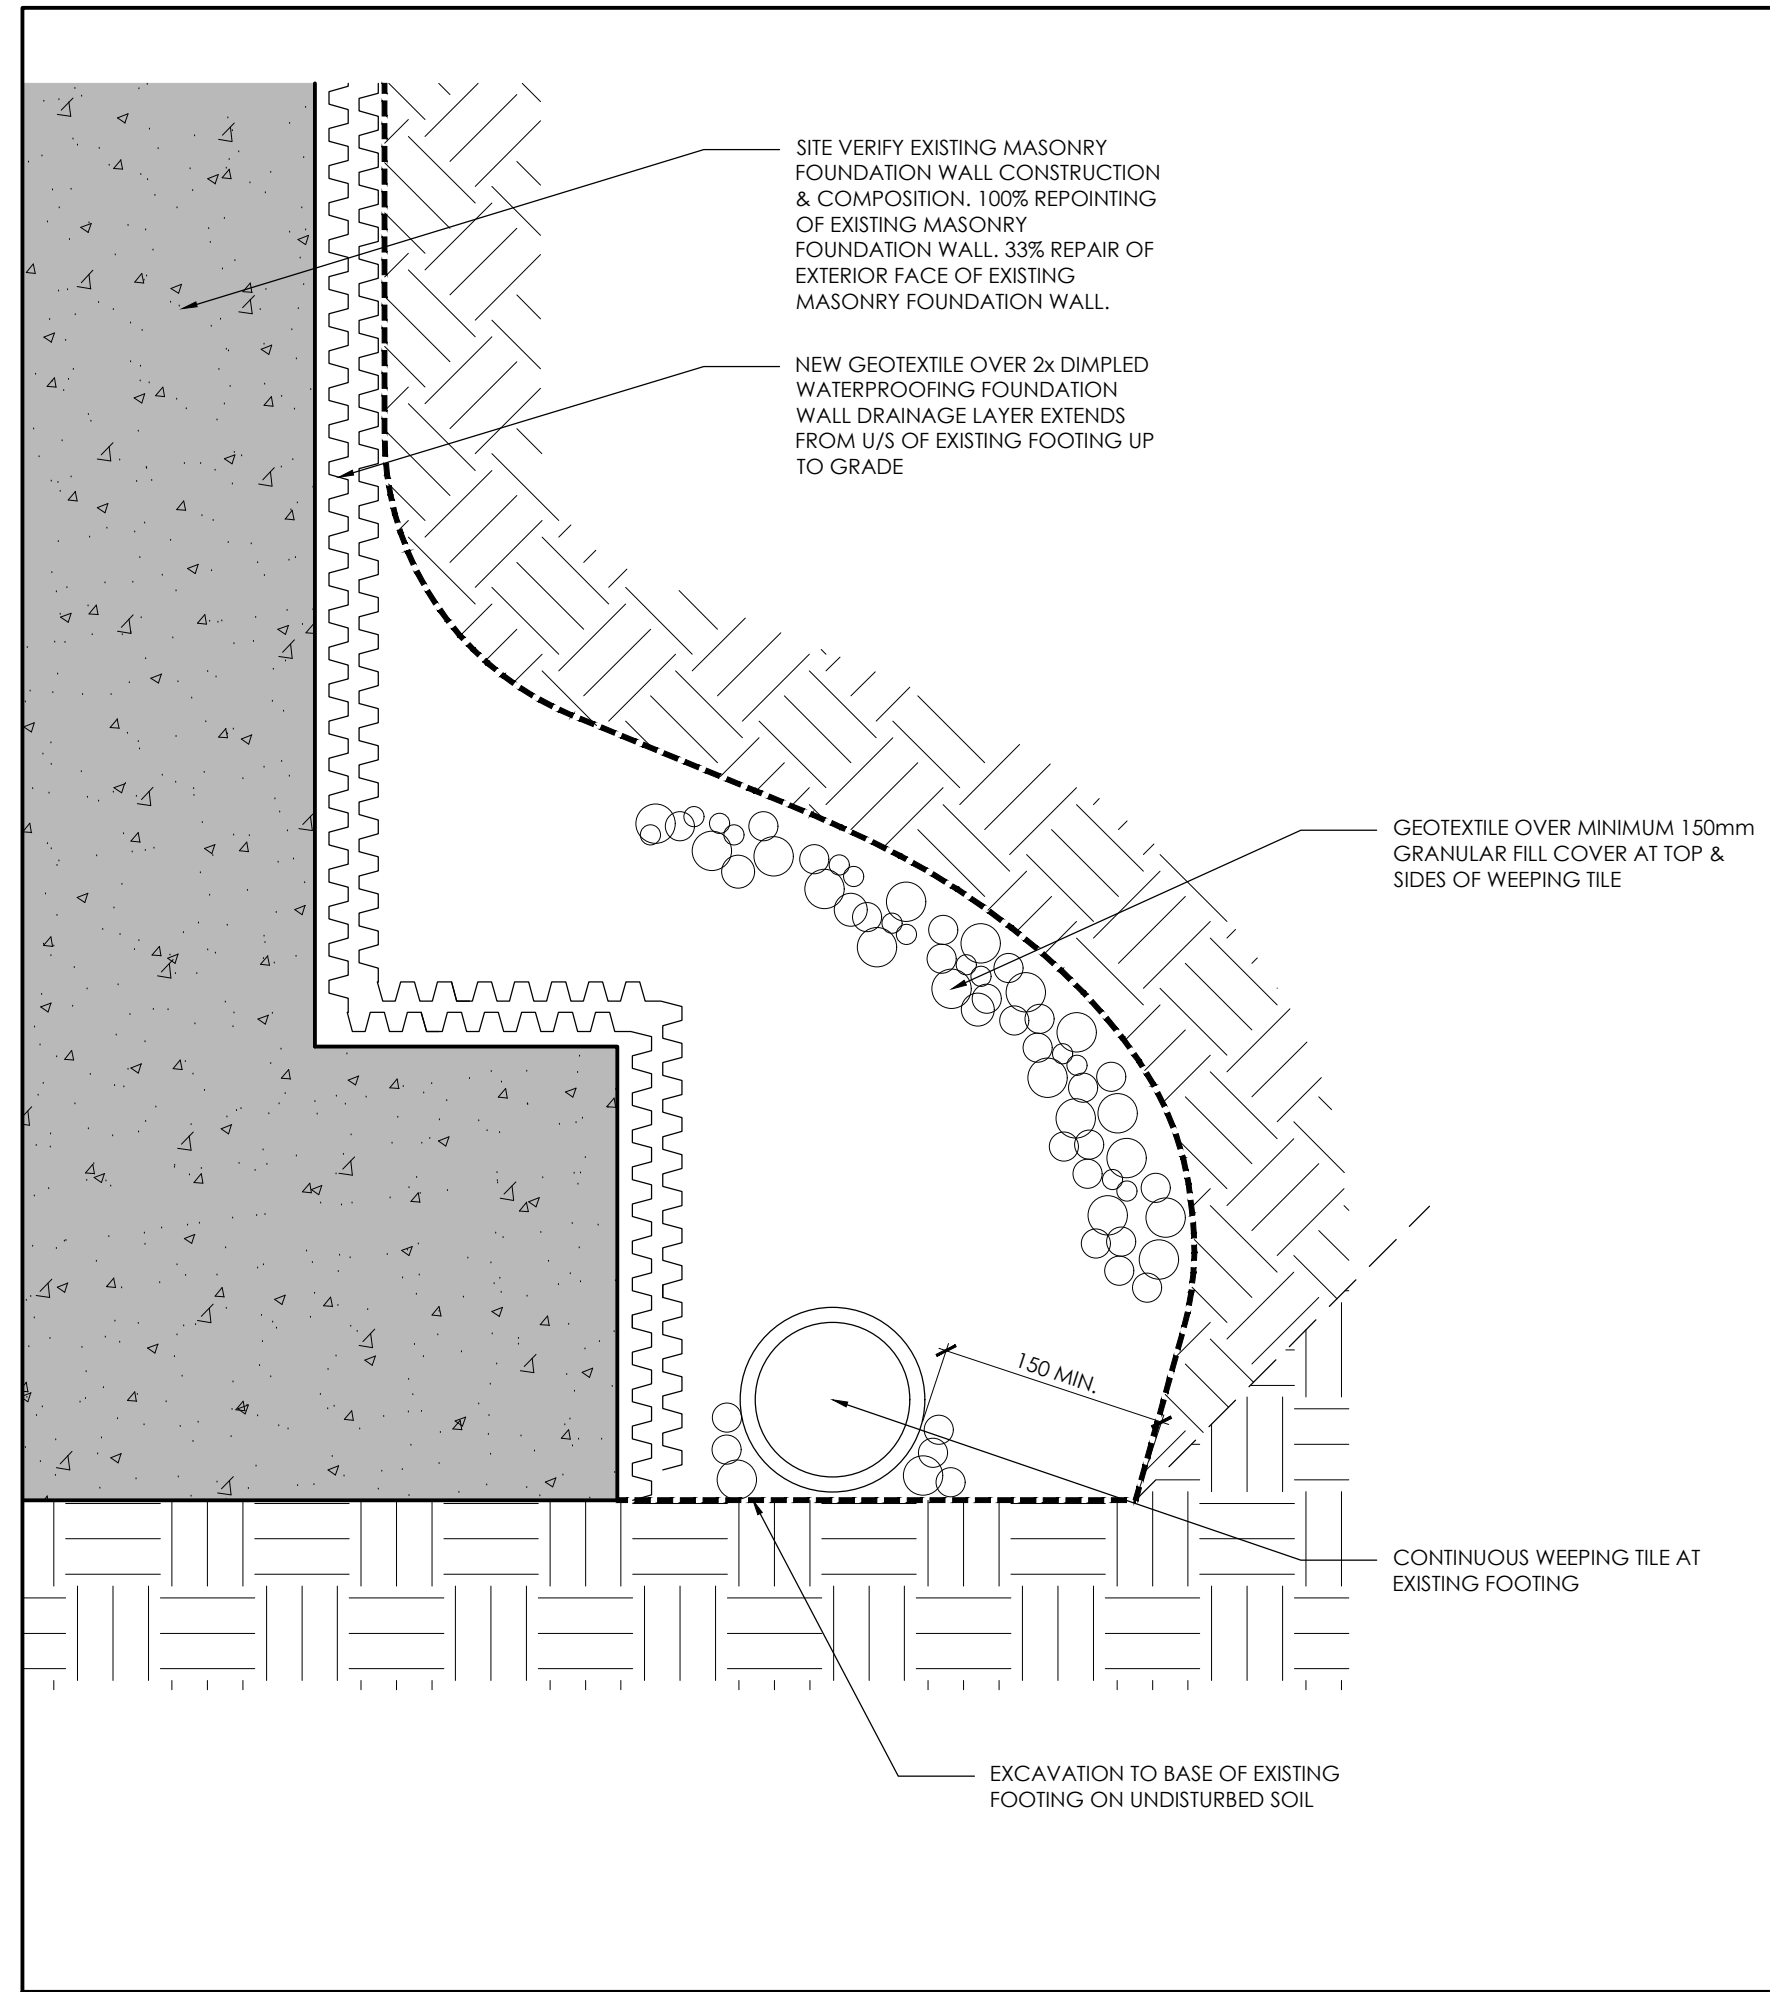 SITE VERIFY EXISTING MASONRY
FOUNDATION WALL CONSTRUCTION
& COMPOSITION. 100% REPOINTING
OF EXISTING MASONRY
FOUNDATION WALL. 33% REPAIR OF
EXTERIOR FACE OF EXISTING
MASONRY FOUNDATION WALL.
NEW GEOTEXTILE OVER 2x DIMPLED
WATERPROOFING FOUNDATION
WALL DRAINAGE LAYER EXTENDS
FROM U/S OF EXISTING FOOTING UP
TO GRADE
GEOTEXTILE OVER MINIMUM 150mm
GRANULAR FILL COVER AT TOP &
SIDES OF WEEPING TILE
150 MIN.
CONTINUOUS WEEPING TILE AT
EXISTING FOOTING
EXCAVATION TO BASE OF EXISTING
FOOTING ON UNDISTURBED SOIL